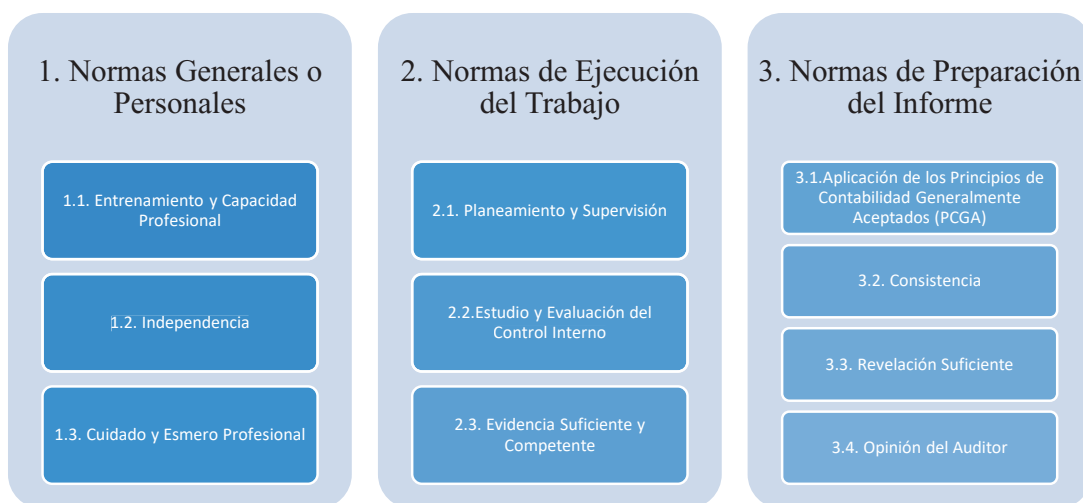 1. Normas Generales o
Personales
1.1. Entrenamiento y Capacidad
Profesional
1.2. Independencia
1.3. Cuidado y Esmero Profesional
2. Normas de Ejecución
del Trabajo
2.1. Planeamiento y Supervisión
2.2.Estudio y Evaluación del
Control Interno
2.3. Evidencia Suficiente y
Competente
3. Normas de Preparación
del Informe
3.1.Aplicación de los Principios de
Contabilidad Generalmente
Aceptados (PCGA)
3.2. Consistencia
3.3. Revelación Suficiente
3.4. Opinión del Auditor